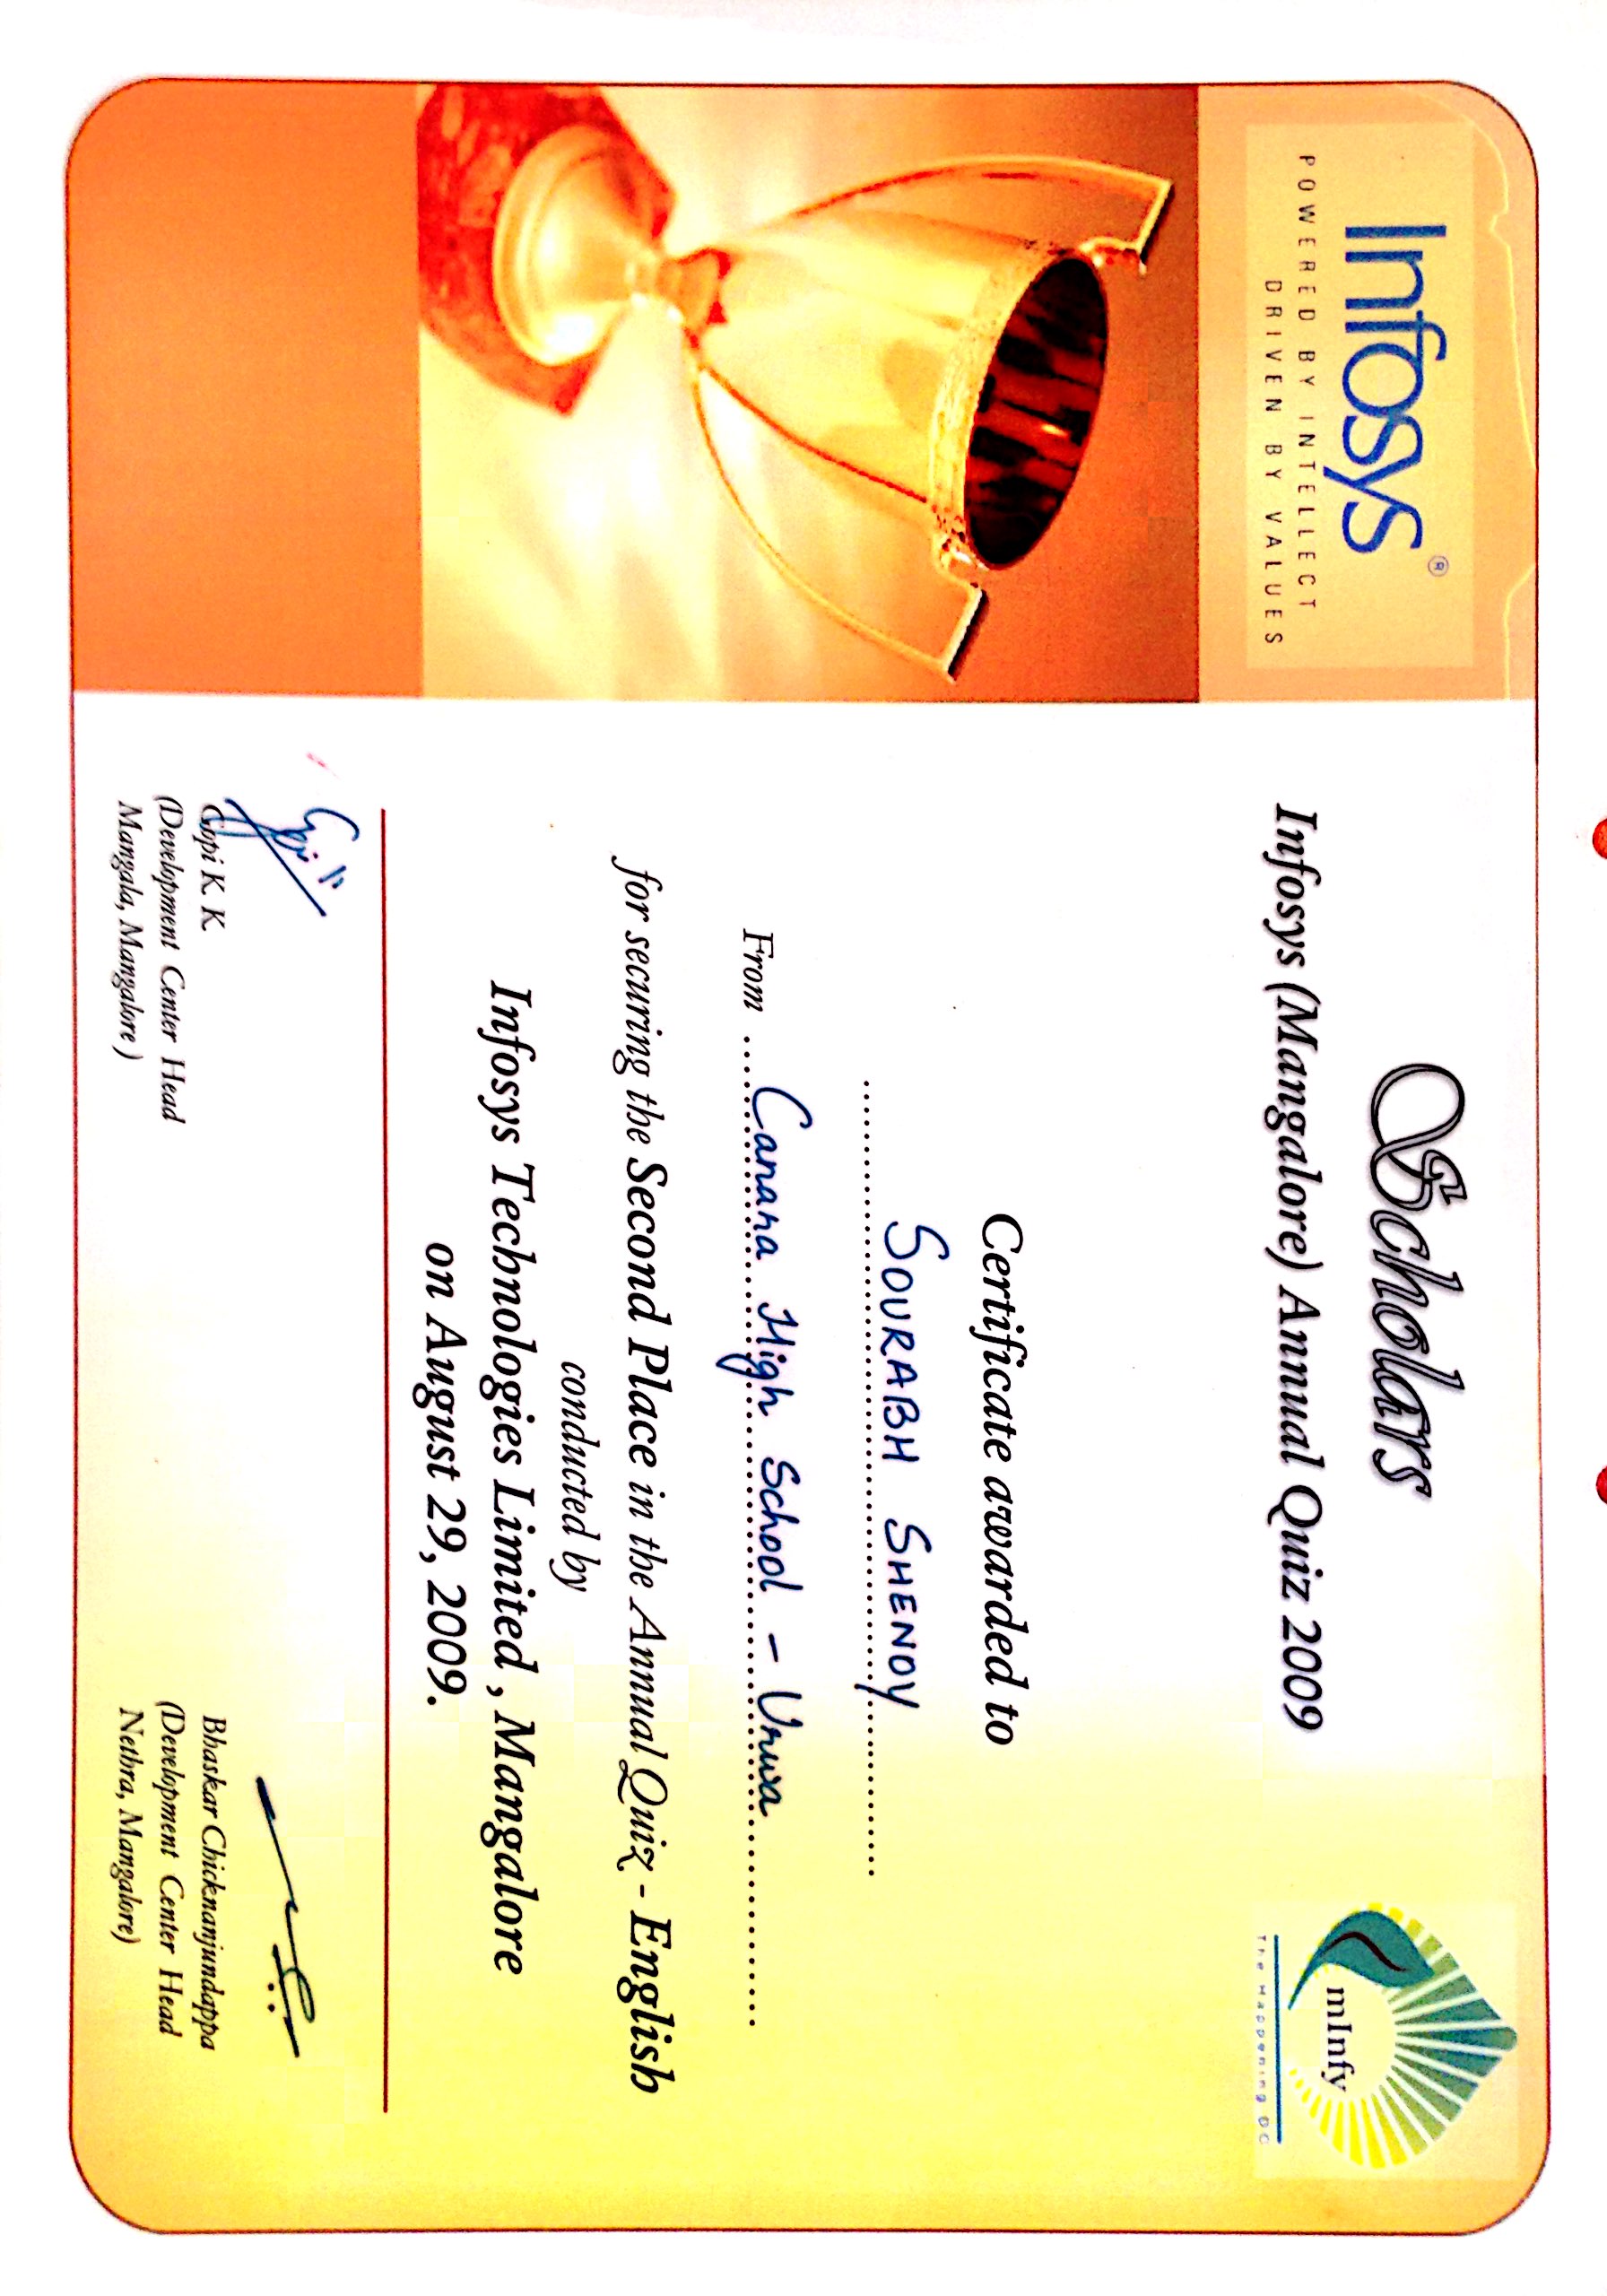 Infosys®
POWERED BY INTELLECT
DRIVEN BY VALUES
Scholars
Infosys (Mangalore) Annual Quiz 2009
mInfy
The Happening DC
Certificate awarded to
SOURABH SHENOY
From Canara High School - Urwa
for securing the Second Place in the Annual Quiz - English
conducted by
Infosys Technologies Limited , Mangalore
on August 29, 2009.
Gopi K K
(Development Center Head
Mangala, Mangalore )
Bhaskar Chicknanjundappa
(Development Center Head
Nethra, Mangalore)